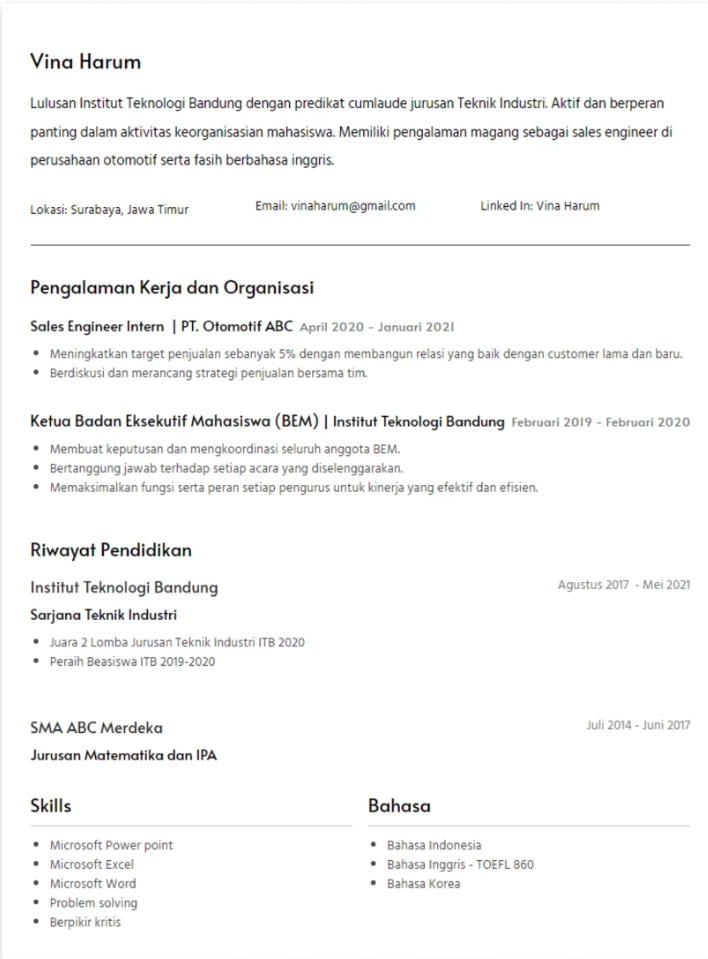 Vina Harum
Lulusan Institut Teknologi Bandung dengan predikat cumlaude jurusan Teknik Industri. Aktif dan berperan
panting dalam aktivitas keorganisasian mahasiswa. Memiliki pengalaman magang sebagai sales engineer di
perusahaan otomotif serta fasih berbahasa inggris.
Lokasi: Surabaya, Jawa Timur
Email: vinaharum@gmail.com
Linked In: Vina Harum
Pengalaman Kerja dan Organisasi
Sales Engineer Intern | PT. Otomotif ABC April 2020 - Januari 2021
• Meningkatkan target penjualan sebanyak 5% dengan membangun relasi yang baik dengan customer lama dan baru.
• Berdiskusi dan merancang strategi penjualan bersama tim.
Ketua Badan Eksekutif Mahasiswa (BEM) | Institut Teknologi Bandung Februari 2019 - Februari 2020
• Membuat keputusan dan mengkoordinasi seluruh anggota BEM.
• Bertanggung jawab terhadap setiap acara yang diselenggarakan.
• Memaksimalkan fungsi serta peran setiap pengurus untuk kinerja yang efektif dan efisien.
Riwayat Pendidikan
Institut Teknologi Bandung Agustus 2017 - Mei 2021
Sarjana Teknik Industri
• Juara 2 Lomba Jurusan Teknik Industri ITB 2020
• Peraih Beasiswa ITB 2019-2020
SMA ABC Merdeka Juli 2014 - Juni 2017
Jurusan Matematika dan IPA
Skills
• Microsoft Power point
• Microsoft Excel
• Microsoft Word
• Problem solving
• Berpikir kritis
Bahasa
• Bahasa Indonesia
• Bahasa Inggris - TOEFL 860
• Bahasa Korea